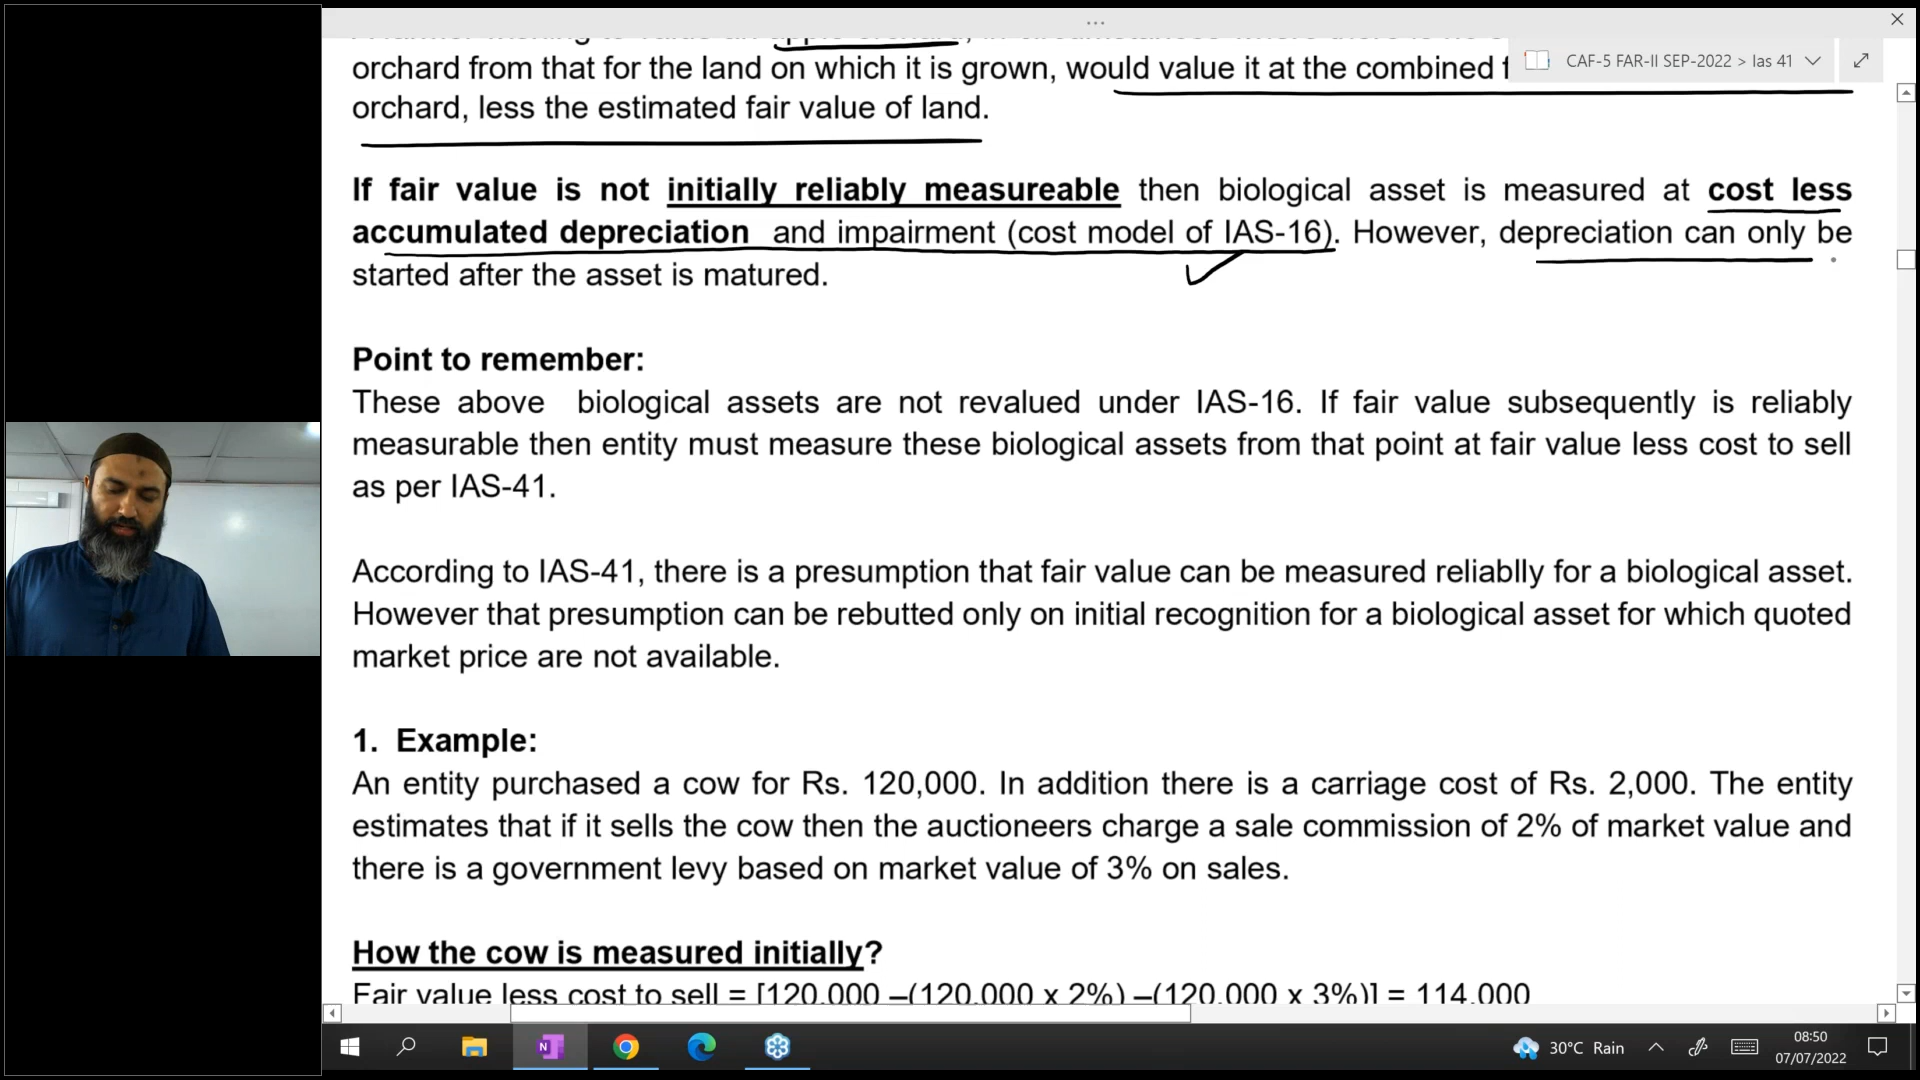 CAF-5 FAR-II SEP-2022 > Ias 41
orchard from that for the land on which it is grown, would value it at the combined f
orchard, less the estimated fair value of land.
If fair value is not initially reliably measureable then biological asset is measured at cost less
accumulated depreciation and impairment (cost model of IAS-16). However, depreciation can only be
started after the asset is matured.
Point to remember:
These above biological assets are not revalued under IAS-16. If fair value subsequently is reliably
measurable then entity must measure these biological assets from that point at fair value less cost to sell
as per IAS-41.
According to IAS-41, there is a presumption that fair value can be measured reliablly for a biological asset.
However that presumption can be rebutted only on initial recognition for a biological asset for which quoted
market price are not available.
1. Example:
An entity purchased a cow for Rs. 120,000. In addition there is a carriage cost of Rs. 2,000. The entity
estimates that if it sells the cow then the auctioneers charge a sale commission of 2% of market value and
there is a government levy based on market value of 3% on sales.
How the cow is measured initially?
Fair value less cost to sell = [120,000 –(120,000 x 2%) –(120,000 x 3%)] = 114,000
30°C Rain
08:50
07/07/2022